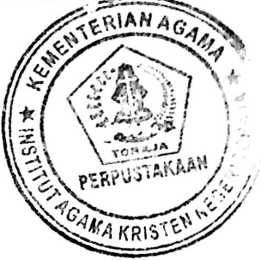 KEMENTERIAN AGAMA
TORAJA
PERPUSTAKAAN
INSTITUT AGAMA KRISTEN